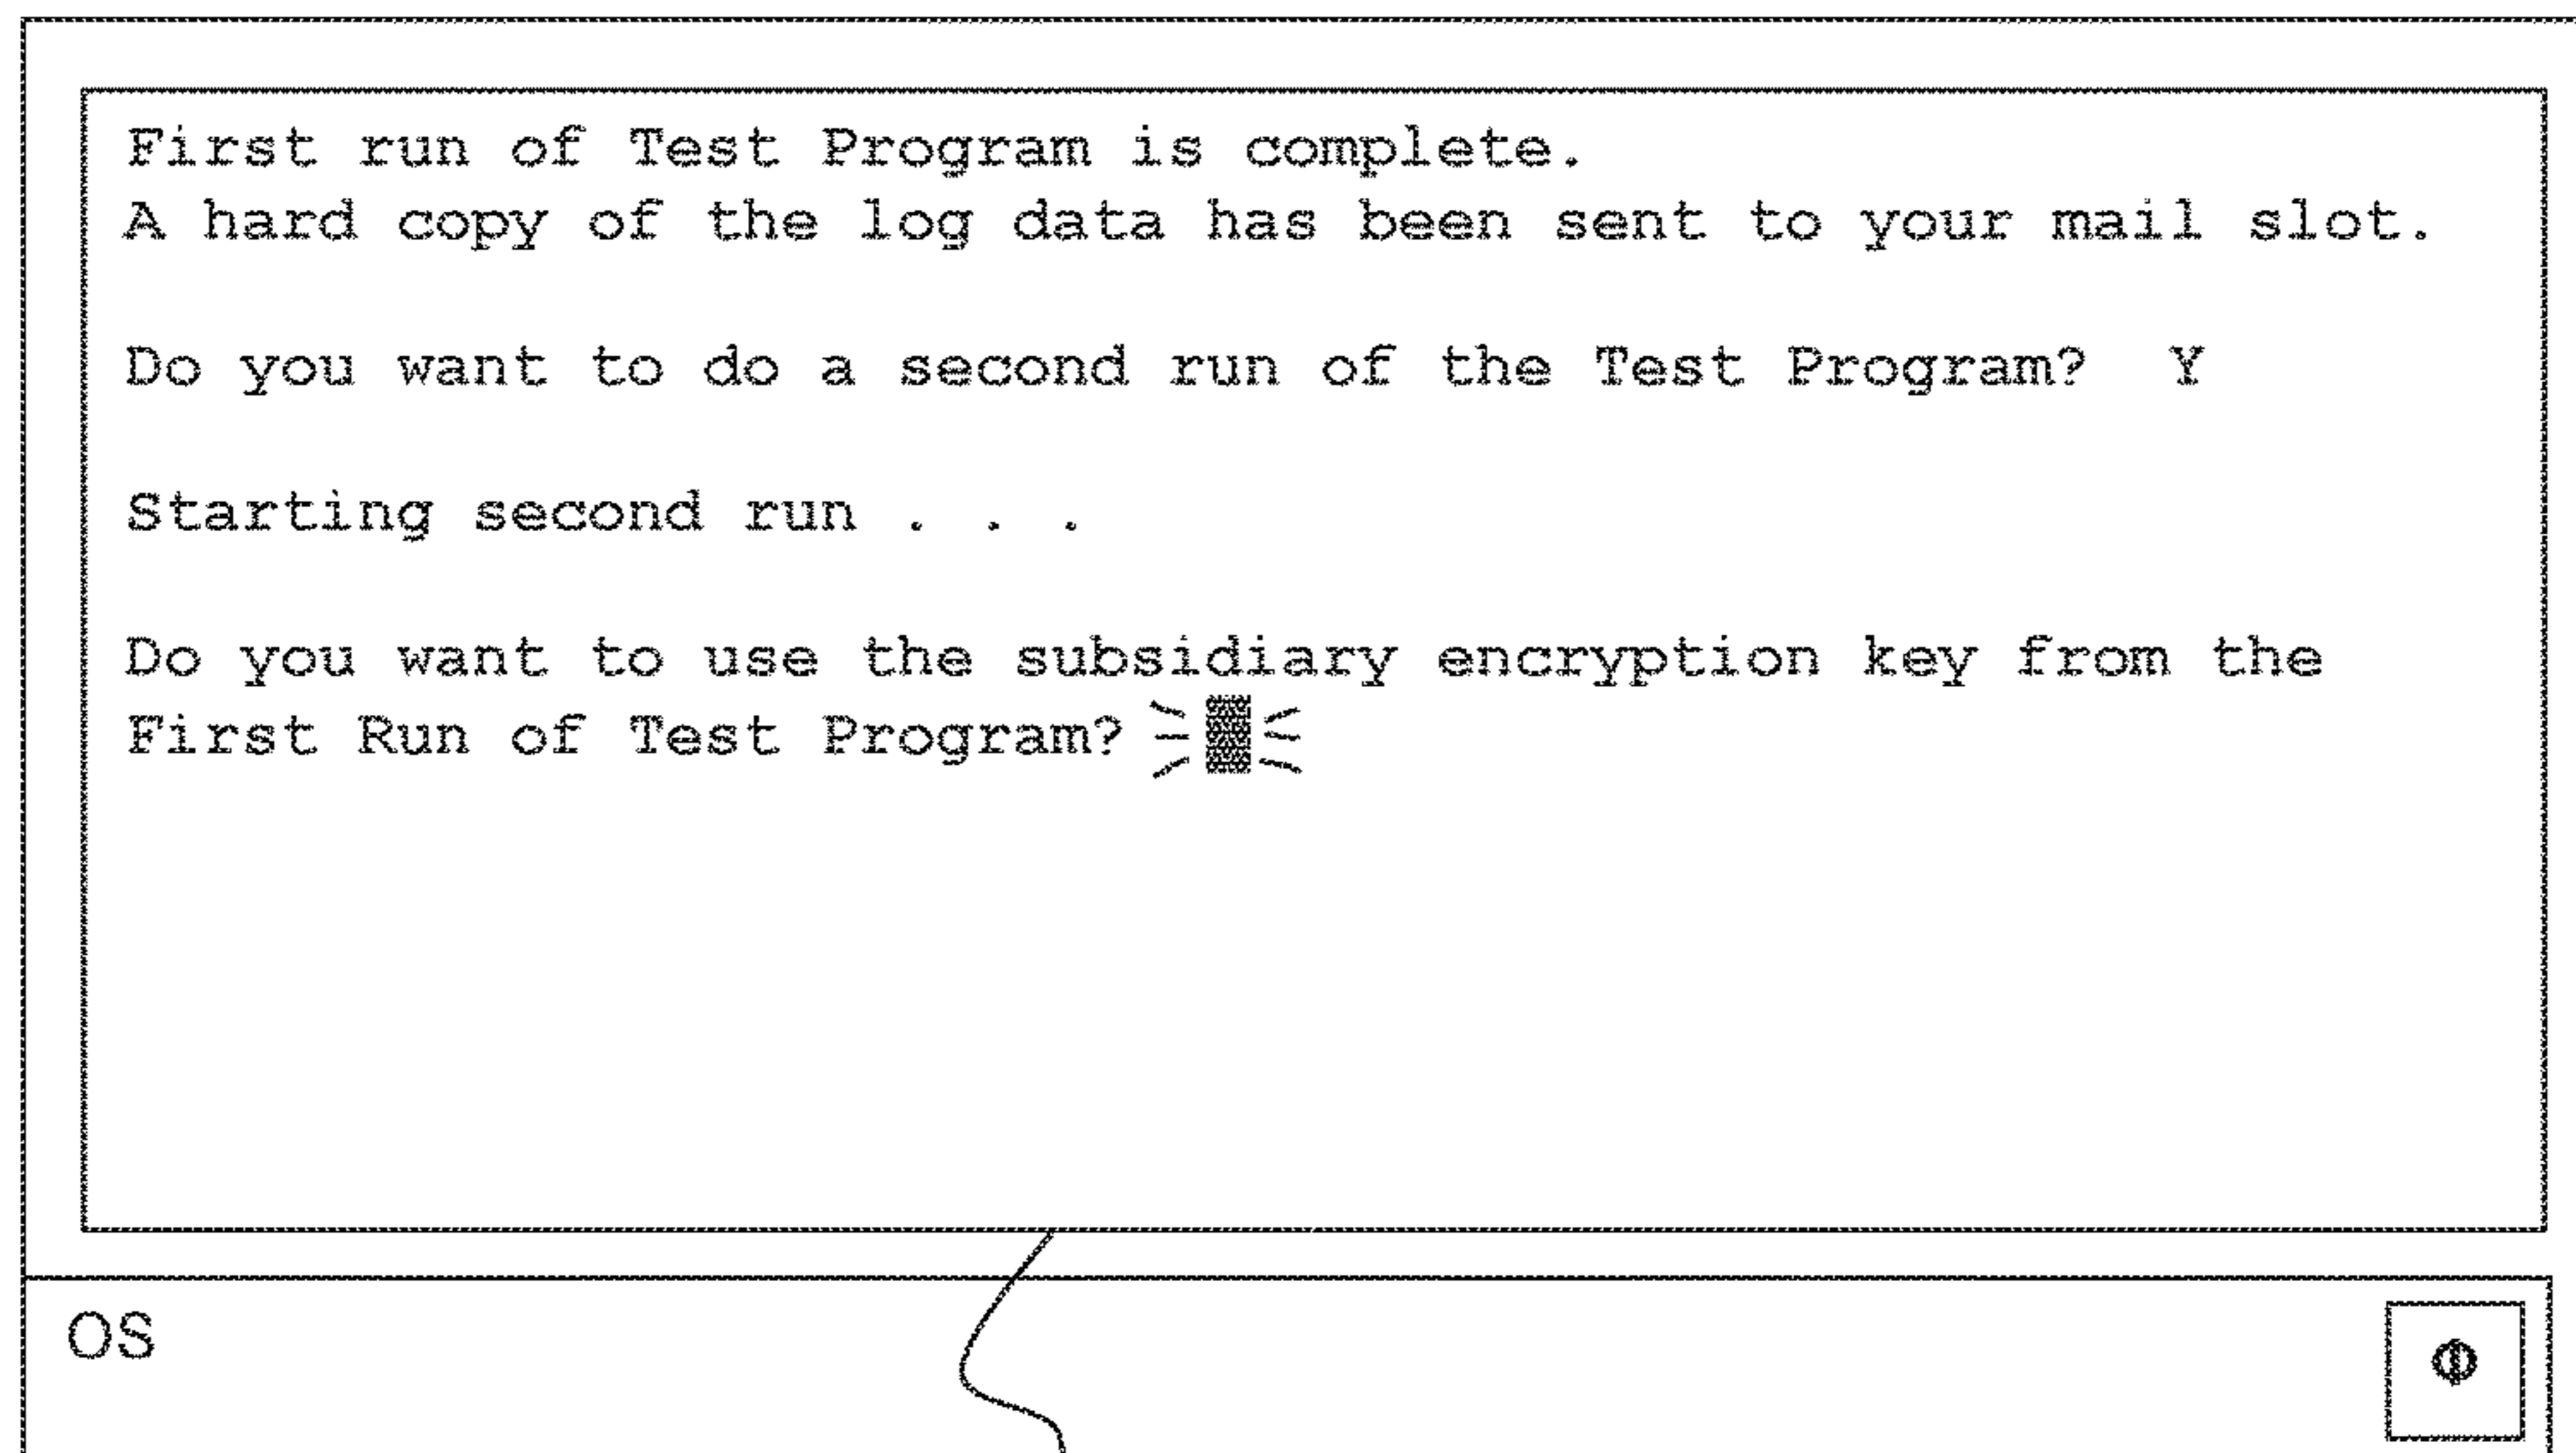 First run of Test Program is complete.
A hard copy of the log data has been sent to your mail slot.
Do you want to do a second run of the Test Program?  Y
Starting second run . . .
Do you want to use the subsidiary encryption key from the
First Run of Test Program?
OS